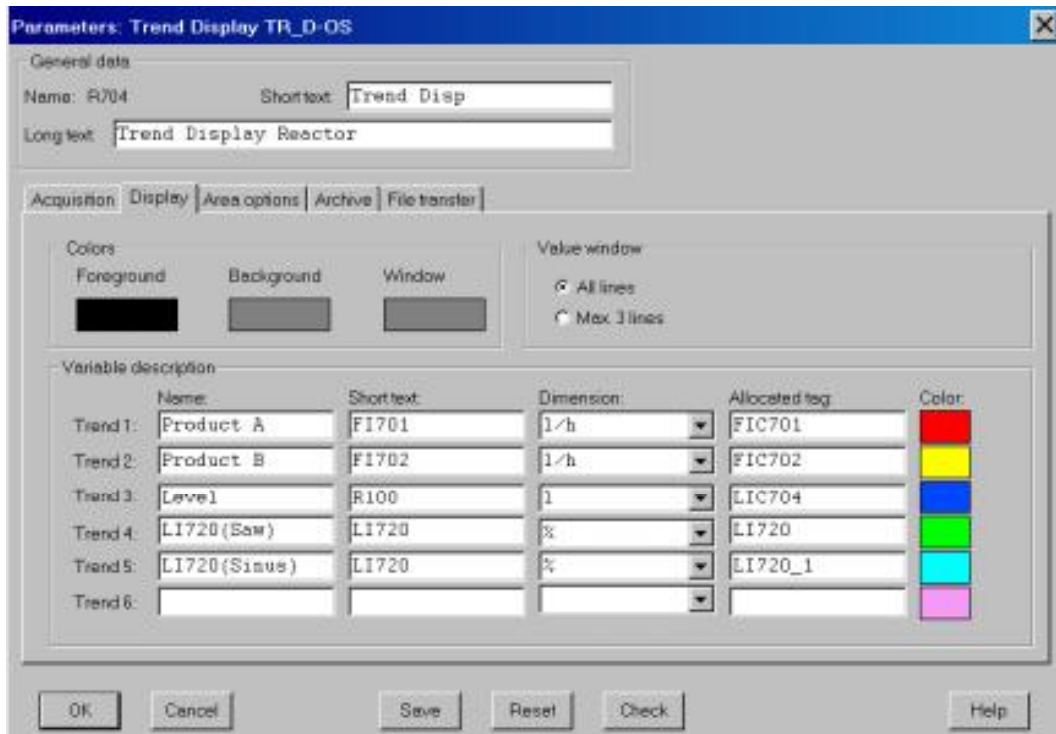 Parameters: Trend Display TR_D-OS
General data
Name: R704 Short text: Trend Disp
Long text: Trend Display Reactor
Acquisition Display Area options Archive File transfer
Colors
Foreground Background Window
Value window
All lines
Max. 3 lines
Variable description
Name: Short text: Dimension: Allocated tag: Color:
Trend 1: Product A FI701 l/h FIC701
Trend 2: Product B FI702 l/h FIC702
Trend 3: Level R100 l LIC704
Trend 4: LI720(Saw) LI720 % LI720
Trend 5: LI720(Sinus) LI720 % LI720_1
Trend 6:
OK Cancel Save Reset Check Help